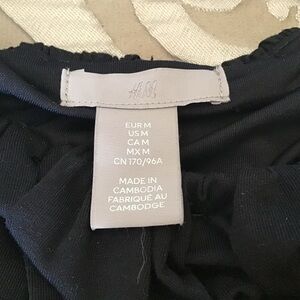 H&M
EUR M
US M
CA M
MX M
CN 170/96A
MADE IN
CAMBODIA
FABRIQUÉ AU
CAMBODGE